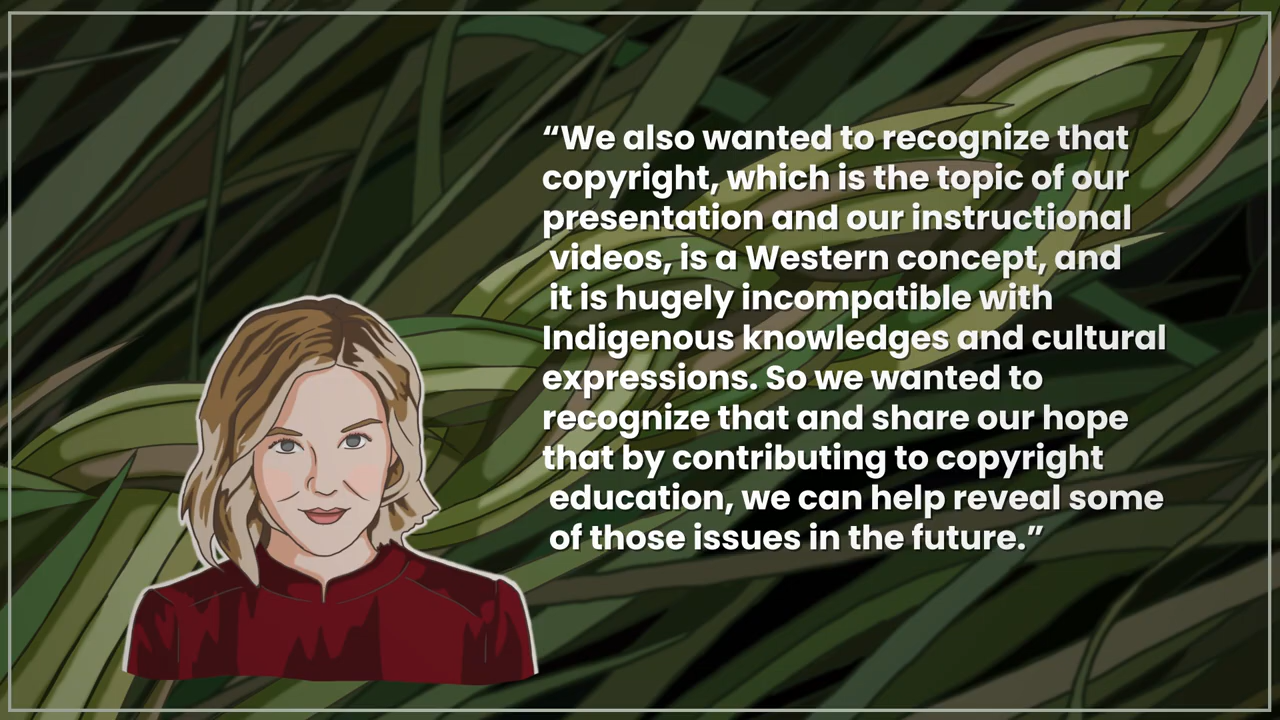 “We also wanted to recognize that
copyright, which is the topic of our
presentation and our instructional
videos, is a Western concept, and
it is hugely incompatible with
Indigenous knowledges and cultural
expressions. So we wanted to
recognize that and share our hope
that by contributing to copyright
education, we can help reveal some
of those issues in the future.”